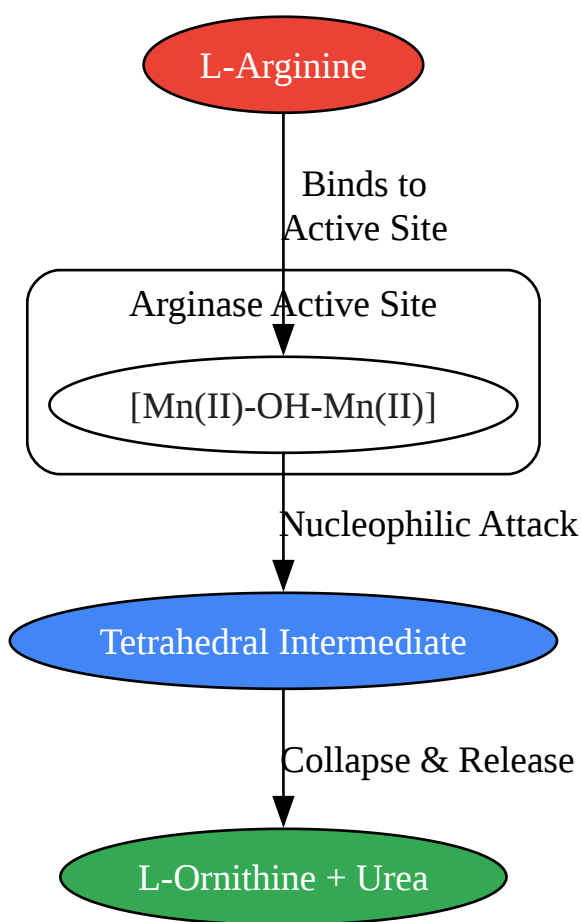 L-Arginine
Binds to
Active Site
Arginase Active Site
[Mn(II)-OH-Mn(II)]
Nucleophilic Attack
Tetrahedral Intermediate
Collapse & Release
L-Ornithine + Urea